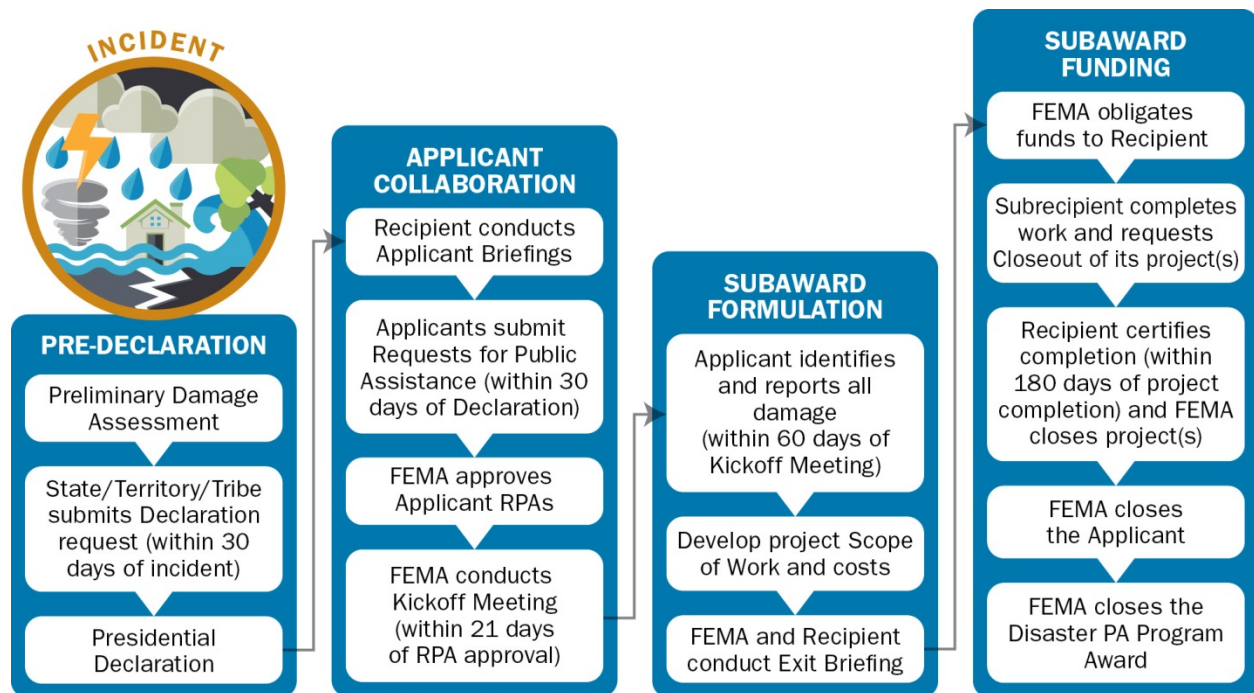 INCIDENT
PRE-DECLARATION
Preliminary Damage
Assessment
State/Territory/Tribe
submits Declaration
request (within 30
days of incident)
Presidential
Declaration
APPLICANT
COLLABORATION
Recipient conducts
Applicant Briefings
Applicants submit
Requests for Public
Assistance (within 30
days of Declaration)
FEMA approves
Applicant RPAs
FEMA conducts
Kickoff Meeting
(within 21 days
of RPA approval)
SUBAWARD
FORMULATION
Applicant identifies
and reports all
damage
(within 60 days of
Kickoff Meeting)
Develop project Scope
of Work and costs
FEMA and Recipient
conduct Exit Briefing
SUBAWARD
FUNDING
FEMA obligates
funds to Recipient
Subrecipient completes
work and requests
Closeout of its project(s)
Recipient certifies
completion (within
180 days of project
completion) and FEMA
closes project(s)
FEMA closes
the Applicant
FEMA closes the
Disaster PA Program
Award